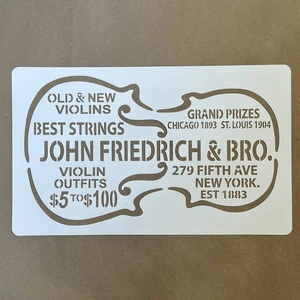 OLD & NEW
VIOLINS
BEST STRINGS
GRAND PRIZES
CHICAGO 1893 ST. LOUIS 1904
JOHN FRIEDRICH & BRO.
VIOLIN
OUTFITS
$5 TO $100
279 FIFTH AVE
NEW YORK.
EST 1883